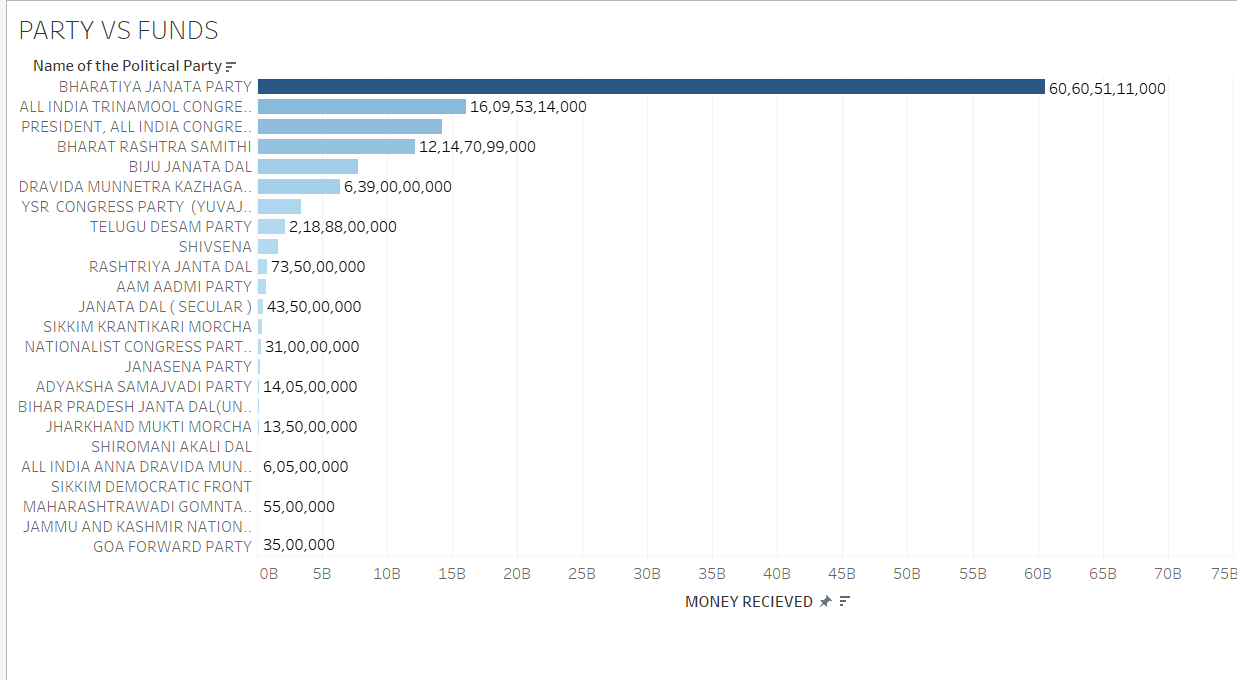 PARTY VS FUNDS
Name of the Political Party
BHARATIYA JANATA PARTY 60,60,51,11,000
ALL INDIA TRINAMOOL CONGRE.. 16,09,53,14,000
PRESIDENT, ALL INDIA CONGRE..
BHARAT RASHTRA SAMITHI 12,14,70,99,000
BIJU JANATA DAL
DRAVIDA MUNNETRA KAZHAGA.. 6,39,00,00,000
YSR CONGRESS PARTY (YUVAJ..
TELUGU DESAM PARTY 2,18,88,00,000
SHIVSENA
RASHTRIYA JANTA DAL 73,50,00,000
AAM AADMI PARTY
JANATA DAL ( SECULAR ) 43,50,00,000
SIKKIM KRANTIKARI MORCHA
NATIONALIST CONGRESS PART.. 31,00,00,000
JANASENA PARTY
ADYAKSHA SAMAJVADI PARTY 14,05,00,000
BIHAR PRADESH JANTA DAL(UN..
JHARKHAND MUKTI MORCHA 13,50,00,000
SHIROMANI AKALI DAL
ALL INDIA ANNA DRAVIDA MUN.. 6,05,00,000
SIKKIM DEMOCRATIC FRONT
MAHARASHTRAWADI GOMNTA.. 55,00,000
JAMMU AND KASHMIR NATION..
GOA FORWARD PARTY 35,00,000
0B 5B 10B 15B 20B 25B 30B 35B 40B 45B 50B 55B 60B 65B 70B 75B
MONEY RECIEVED